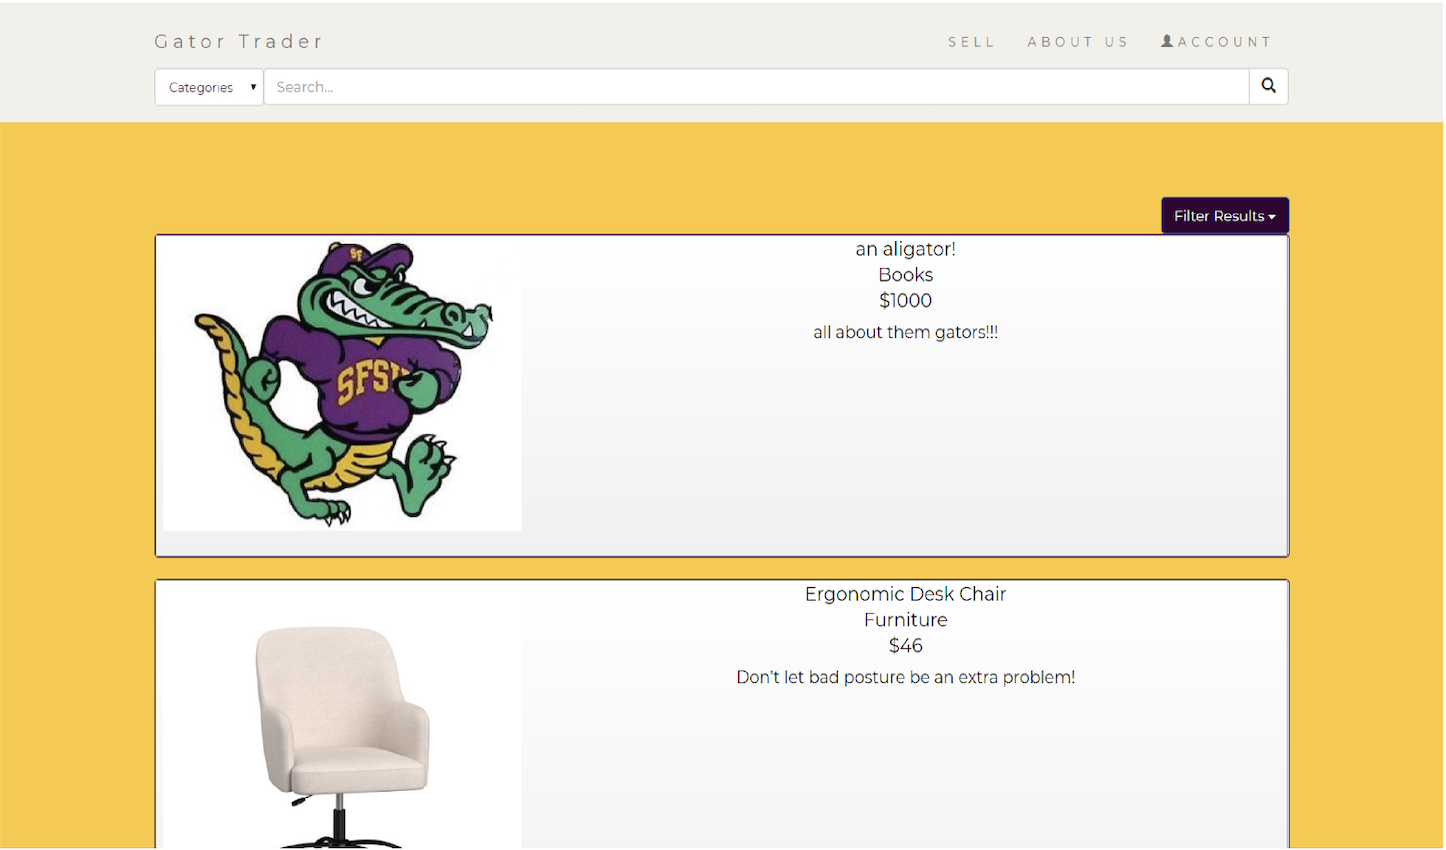 Gator Trader
SELL ABOUT US ACCOUNT
Categories
Search...
Filter Results
SF
SFSU
an aligator!
Books
$1000
all about them gators!!!
Ergonomic Desk Chair
Furniture
$46
Don't let bad posture be an extra problem!